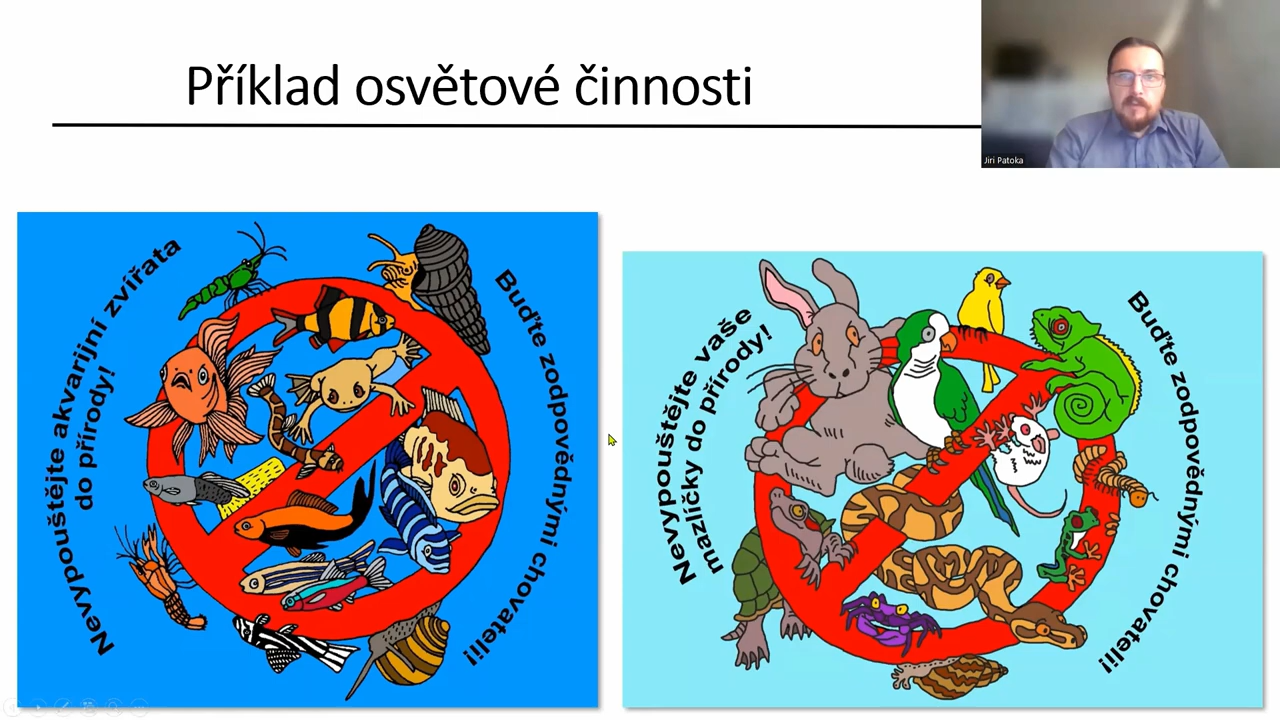 Příklad osvětové činnosti
Jiri Patoka
Nevypouštějte akvarijní zvířata
do přírody!
Buďte zodpovědnými chovateli!
Nevypouštějte vaše
mazlíčky do přírody!
Buďte zodpovědnými chovateli!